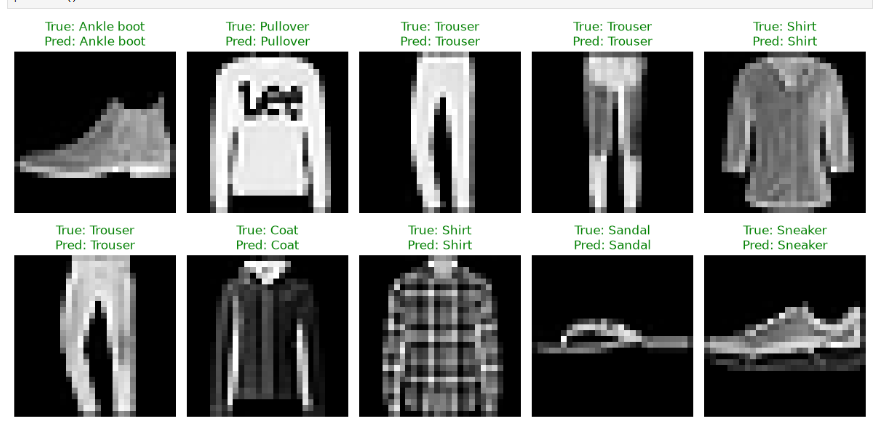 True: Ankle boot
Pred: Ankle boot
True: Pullover
Pred: Pullover
True: Trouser
Pred: Trouser
True: Trouser
Pred: Trouser
True: Shirt
Pred: Shirt
Lee
True: Trouser
Pred: Trouser
True: Coat
Pred: Coat
True: Shirt
Pred: Shirt
True: Sandal
Pred: Sandal
True: Sneaker
Pred: Sneaker